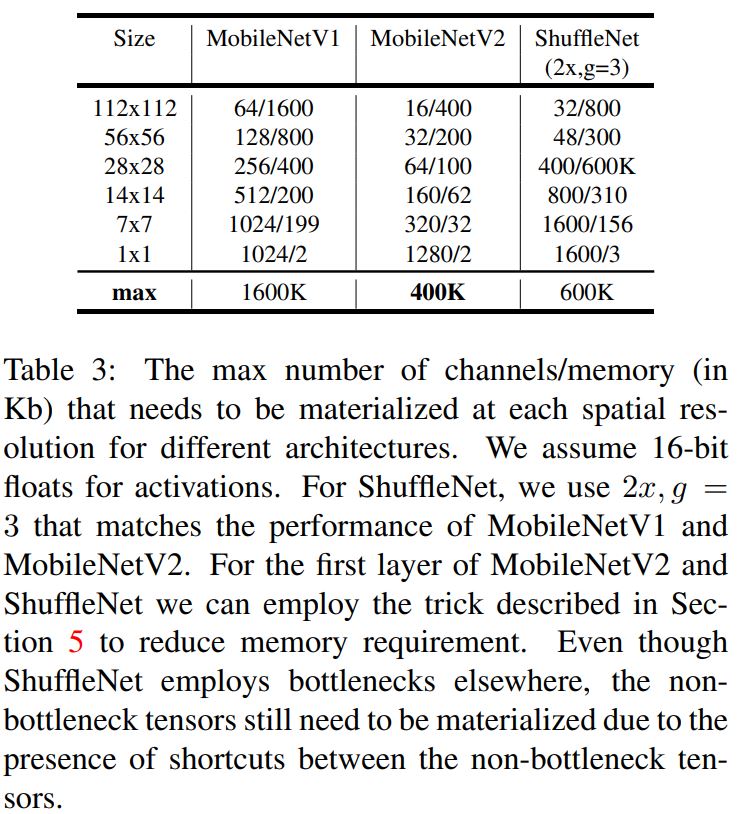 Size MobileNetV1 MobileNetV2 ShuffleNet
(2x,g=3)
112x112 64/1600 16/400 32/800
56x56 128/800 32/200 48/300
28x28 256/400 64/100 400/600K
14x14 512/200 160/62 800/310
7x7 1024/199 320/32 1600/156
1x1 1024/2 1280/2 1600/3
max 1600K 400K 600K
Table 3: The max number of channels/memory (in
Kb) that needs to be materialized at each spatial res-
olution for different architectures. We assume 16-bit
floats for activations. For ShuffleNet, we use 2x, g =
3 that matches the performance of MobileNetV1 and
MobileNetV2. For the first layer of MobileNetV2 and
ShuffleNet we can employ the trick described in Sec-
tion 5 to reduce memory requirement. Even though
ShuffleNet employs bottlenecks elsewhere, the non-
bottleneck tensors still need to be materialized due to the
presence of shortcuts between the non-bottleneck ten-
sors.